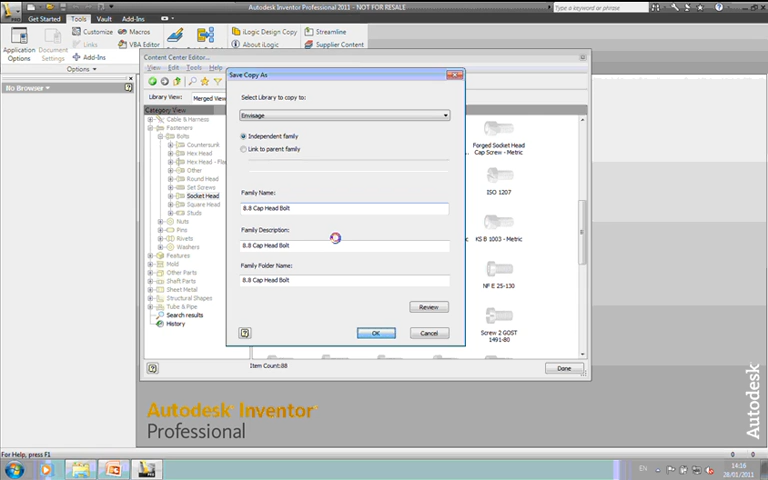 Autodesk Inventor Professional 2011 - NOT FOR RESALE
Type a keyword or phrase
Get Started
Tools
Vault
Add-Ins
Application Options
Document Settings
Customize
Links
Add-Ins
Macros
VBA Editor
iLogic Design Copy
About iLogic
Streamline
Supplier Content
Options
No Browser
Content Center Editor...
View Edit Tools Help
Library View:
Merged View
Category View
Cable & Harness
Fasteners
Bolts
Countersunk
Hex Head
Hex Head - Fla
Other
Round Head
Set Screws
Socket Head
Square Head
Studs
Nuts
Pins
Rivets
Washers
Features
Mold
Other Parts
Shaft Parts
Sheet Metal
Structural Shapes
Tube & Pipe
Search results
History
Save Copy As
Select Library to copy to:
Envisage
Independent family
Link to parent family
Family Name:
8.8 Cap Head Bolt
Family Description:
8.8 Cap Head Bolt
Family Folder Name:
8.8 Cap Head Bolt
Review
OK
Cancel
Forged Socket Head
Cap Screw - Metric
ISO 1207
KS B 1003 - Metric
NF E 25-130
Screw 2 GOST
1491-80
Item Count:88
Done
Autodesk Inventor
Professional
Autodesk
For Help, press F1
0 0
EN
14:16
28/01/2011